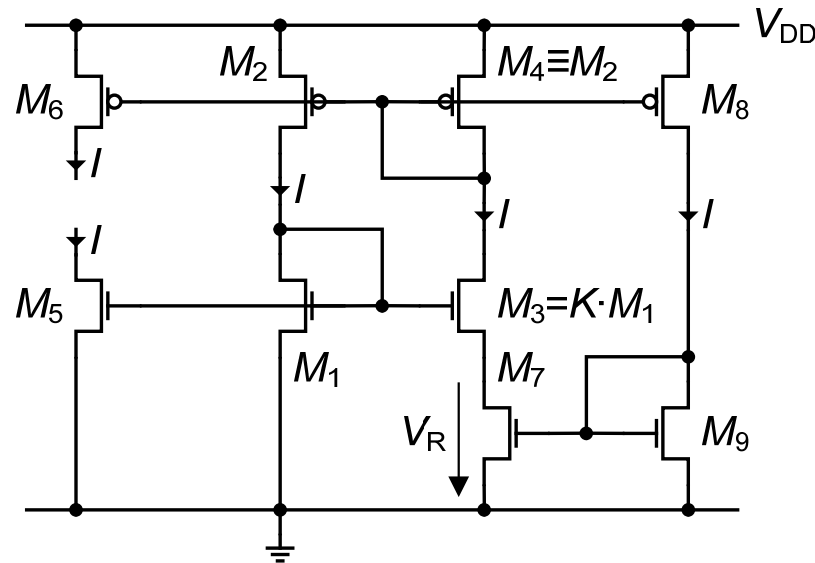 V_DD
M_2
M_4≡M_2
M_6
M_8
I
I
I
I
I
M_5
M_3=K·M_1
M_1
M_7
V_R
M_9